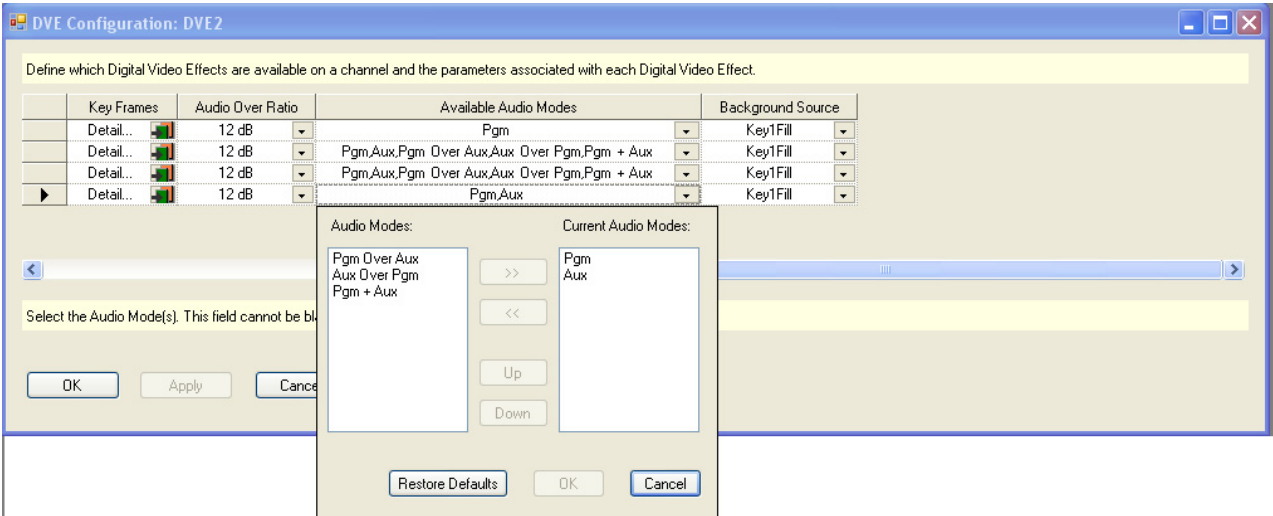 DVE Configuration: DVE2
Define which Digital Video Effects are available on a channel and the parameters associated with each Digital Video Effect.
Key Frames Audio Over Ratio Available Audio Modes Background Source
Detail... 12 dB Pgm Key1Fill
Detail... 12 dB Pgm,Aux,Pgm Over Aux,Aux Over Pgm,Pgm + Aux Key1Fill
Detail... 12 dB Pgm,Aux,Pgm Over Aux,Aux Over Pgm,Pgm + Aux Key1Fill
Detail... 12 dB Pgm,Aux Key1Fill
Audio Modes: Current Audio Modes:
Pgm Over Aux >> Pgm
Aux Over Pgm Aux
Pgm + Aux
Select the Audio Mode(s). This field cannot be bl
<<
Up
OK Apply Cance
Down
Restore Defaults OK Cancel